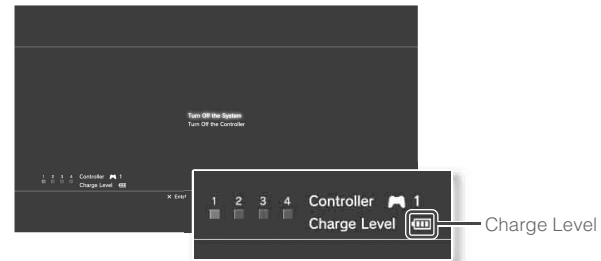 Turn Off the System
Turn Off the Controller
1 2 3 4 Controller 1
Charge Level
× Enter
1 2 3 4 Controller 1
Charge Level
Charge Level